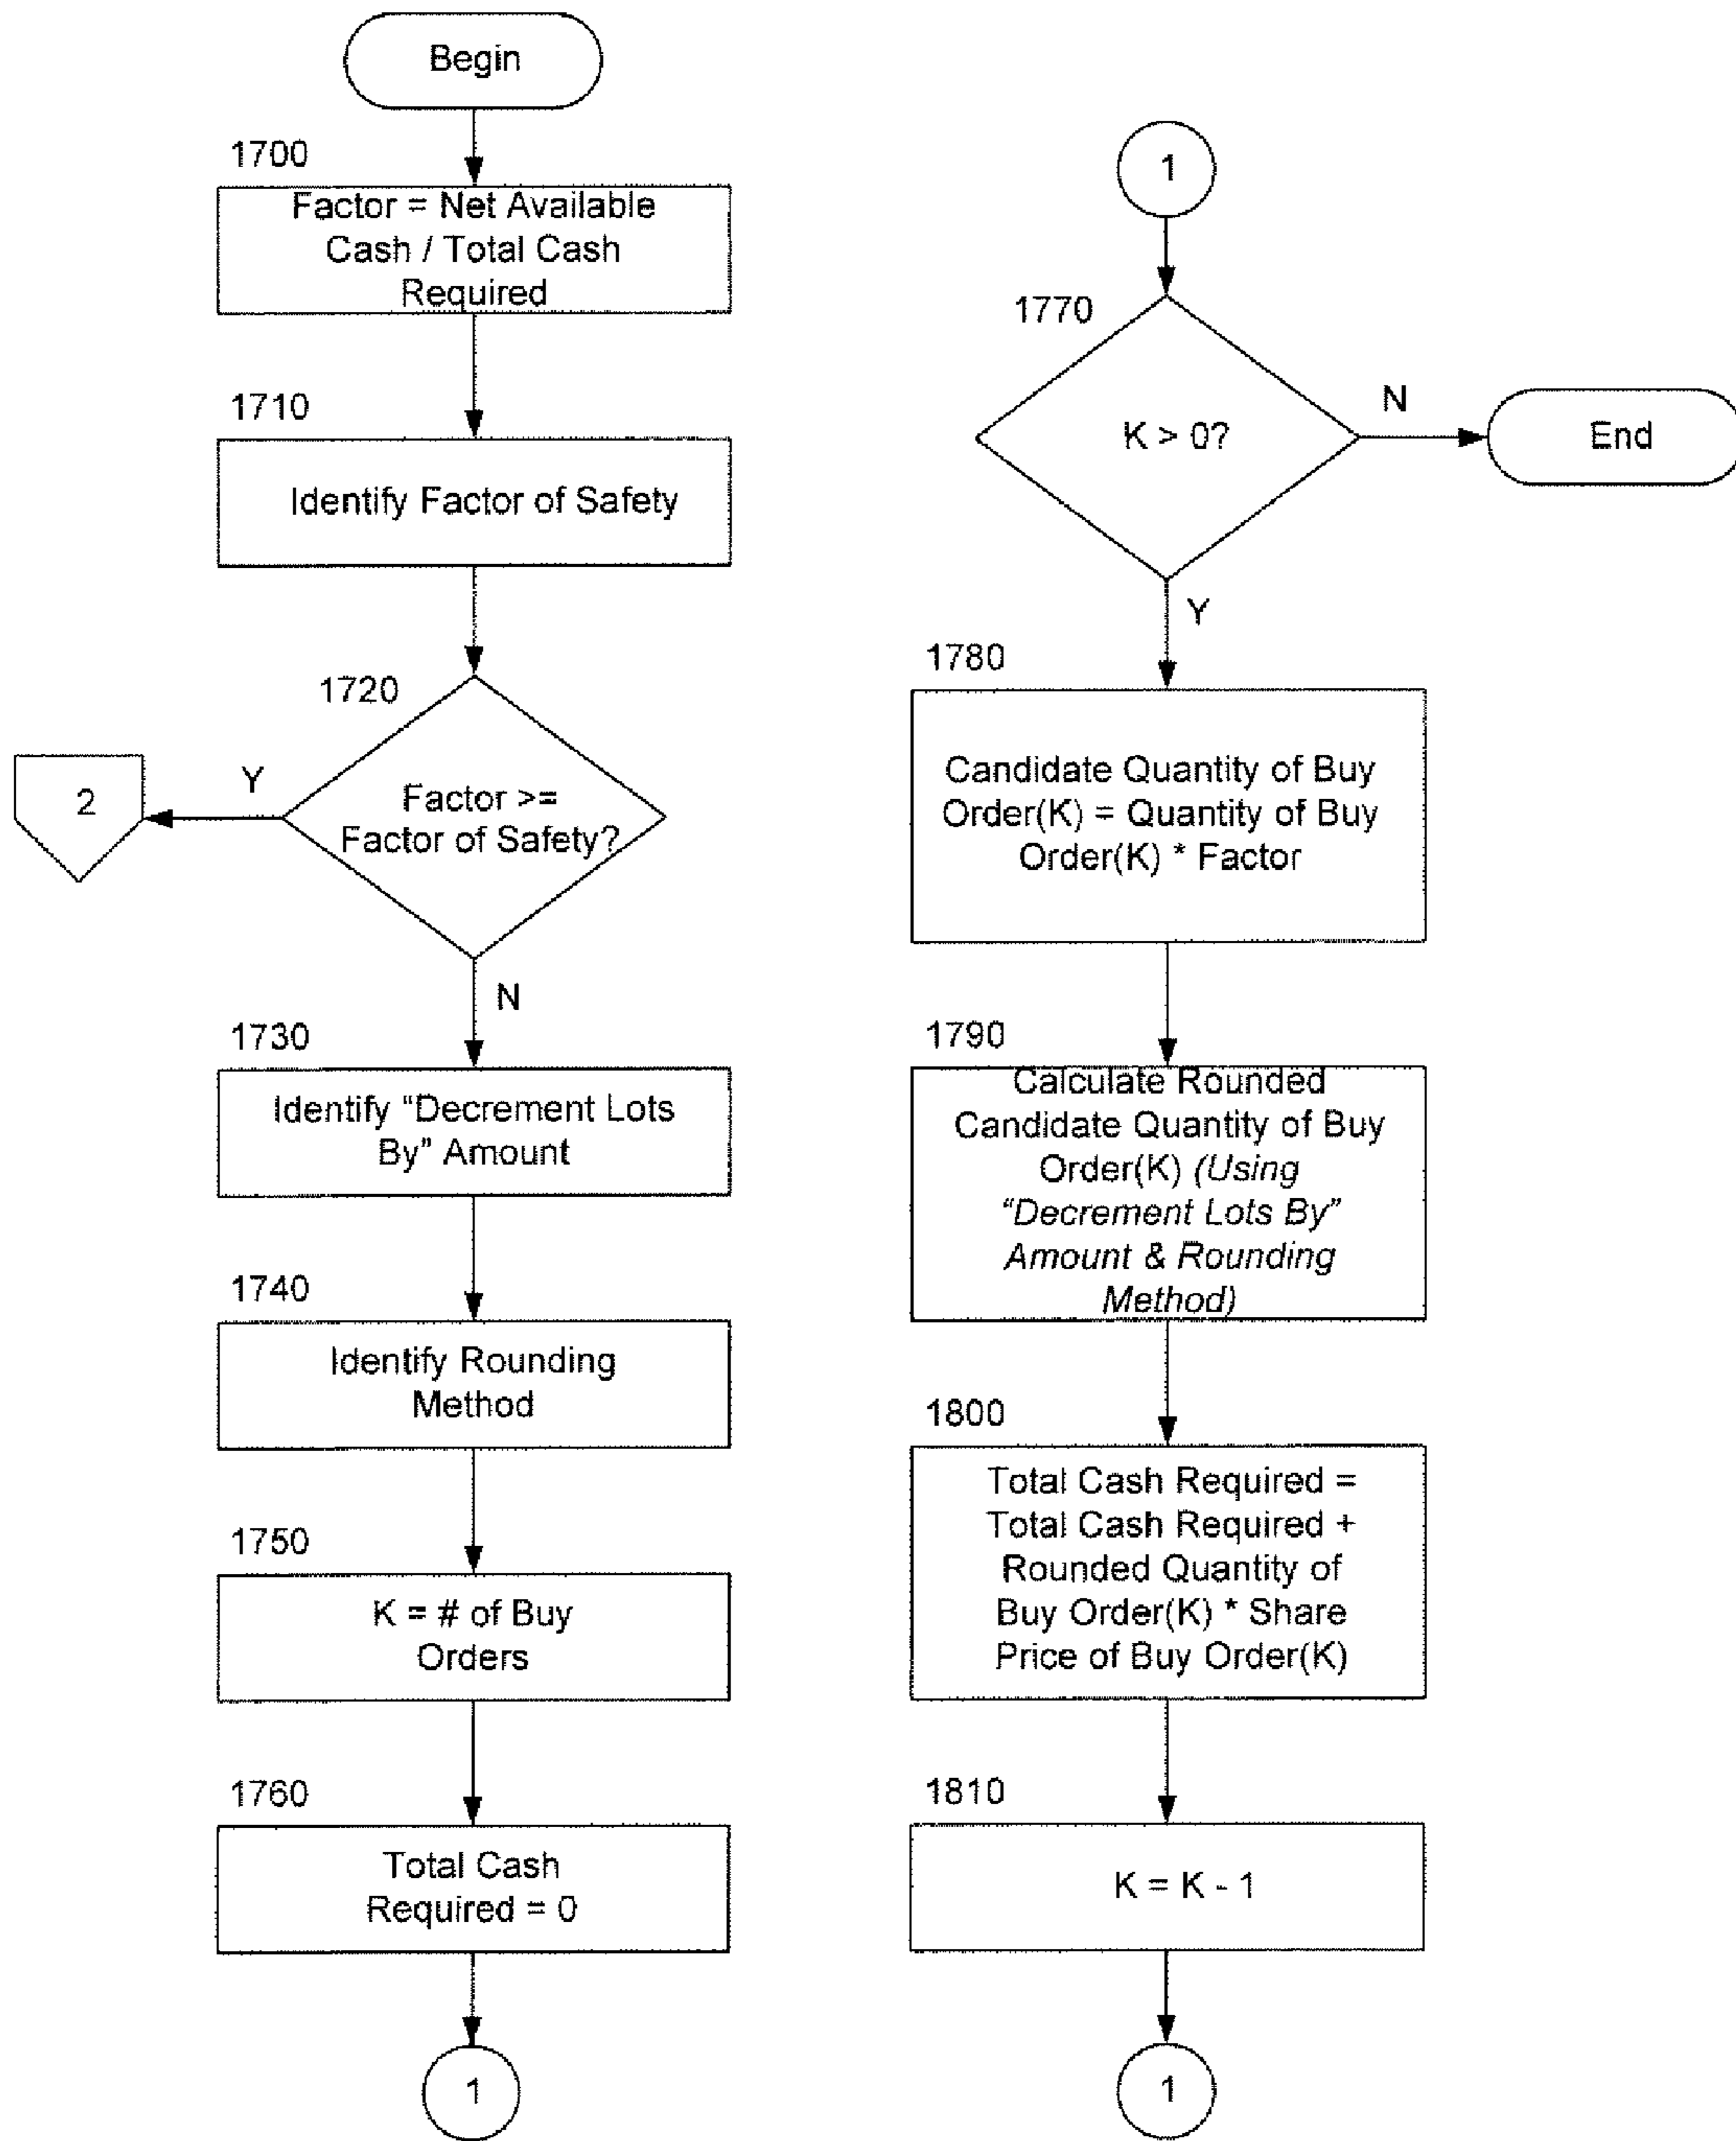 Begin
1700
Factor = Net Available
Cash / Total Cash
Required
1710
Identify Factor of Safety
1720
Factor >=
Factor of Safety?
Y
2
N
1730
Identify “Decrement Lots
By” Amount
1740
Identify Rounding
Method
1750
K = # of Buy
Orders
1760
Total Cash
Required = 0
1
1
1770
K > 0?
N
End
Y
1780
Candidate Quantity of Buy
Order(K) = Quantity of Buy
Order(K) * Factor
1790
Calculate Rounded
Candidate Quantity of Buy
Order(K) (Using
“Decrement Lots By”
Amount & Rounding
Method)
1800
Total Cash Required =
Total Cash Required +
Rounded Quantity of
Buy Order(K) * Share
Price of Buy Order(K)
1810
K = K - 1
1